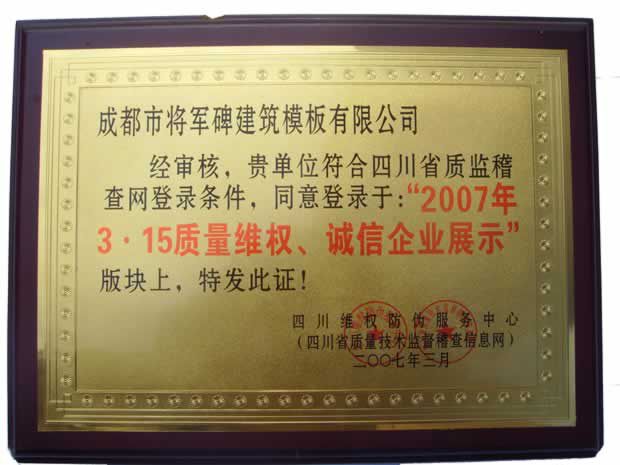 成都市将军碑建筑模板有限公司
经审核，贵单位符合四川省质监稽
查网登录条件，同意登录于：“2007年
3·15质量维权、诚信企业展示”
版块上，特发此证！
四川维权防伪服务中心
（四川省质量技术监督稽查信息网）
二〇〇七年三月